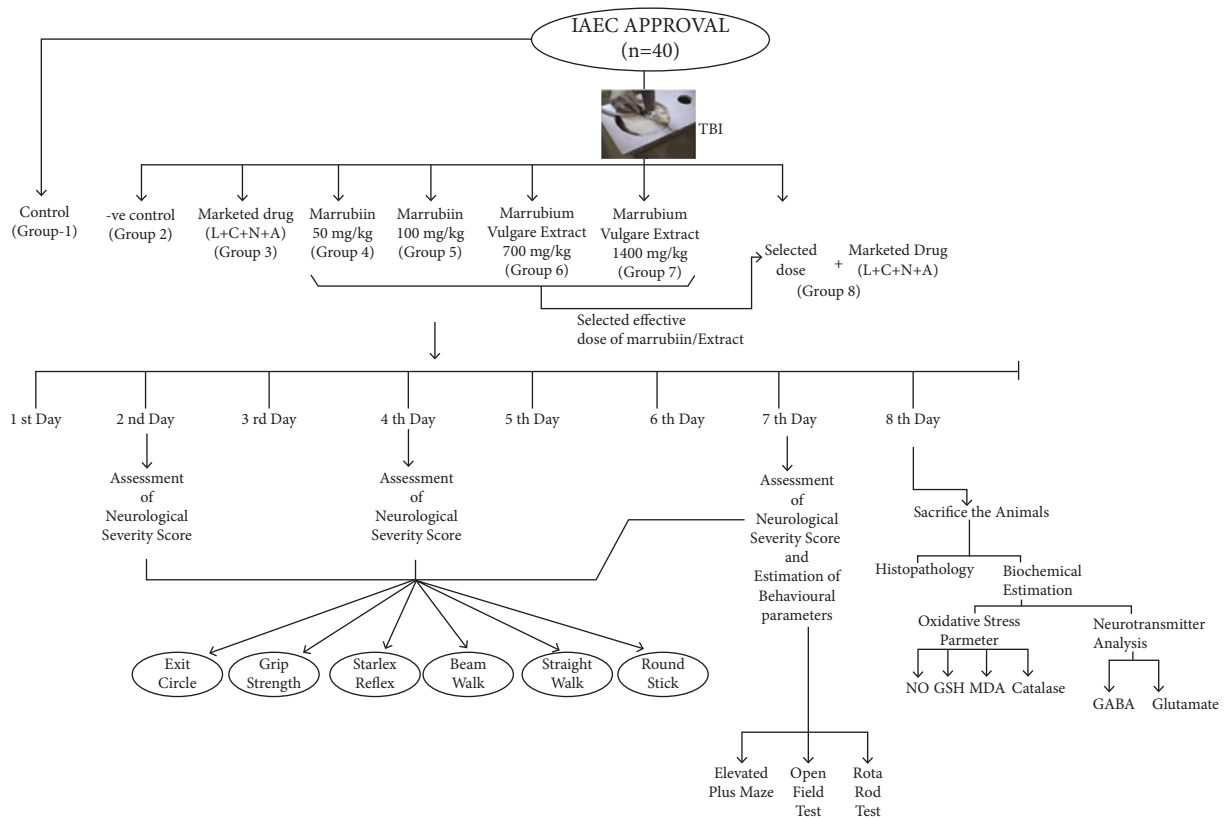 IAEC APPROVAL
(n=40)
TBI
Control
(Group-1)
-ve control
(Group 2)
Marketed drug
(L+C+N+A)
(Group 3)
Marrubiin
50 mg/kg
(Group 4)
Marrubiin
100 mg/kg
(Group 5)
Marrubium
Vulgare Extract
700 mg/kg
(Group 6)
Marrubium
Vulgare Extract
1400 mg/kg
(Group 7)
Selected
dose
+
Marketed Drug
(L+C+N+A)
(Group 8)
Selected effective
dose of marrubiin/Extract
1 st Day
2 nd Day
3 rd Day
4 th Day
5 th Day
6 th Day
7 th Day
8 th Day
Assessment
of
Neurological
Severity Score
Assessment
of
Neurological
Severity Score
Assessment
of
Neurological
Severity Score
and
Estimation of
Behavioural
parameters
Sacrifice the Animals
Histopathology
Biochemical
Estimation
Oxidative Stress
Parmeter
Neurotransmitter
Analysis
NO GSH MDA Catalase
GABA
Glutamate
Exit
Circle
Grip
Strength
Starlex
Reflex
Beam
Walk
Straight
Walk
Round
Stick
Elevated
Plus Maze
Open
Field
Test
Rota
Rod
Test